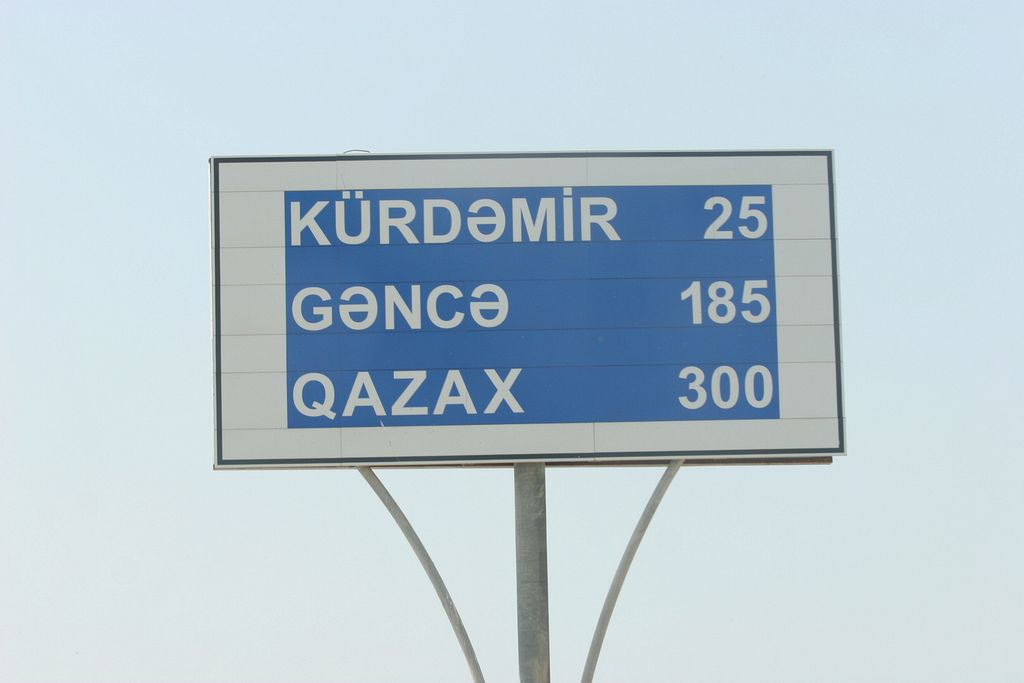 KÜRDƏMİR 25
GƏNCƏ 185
QAZAX 300